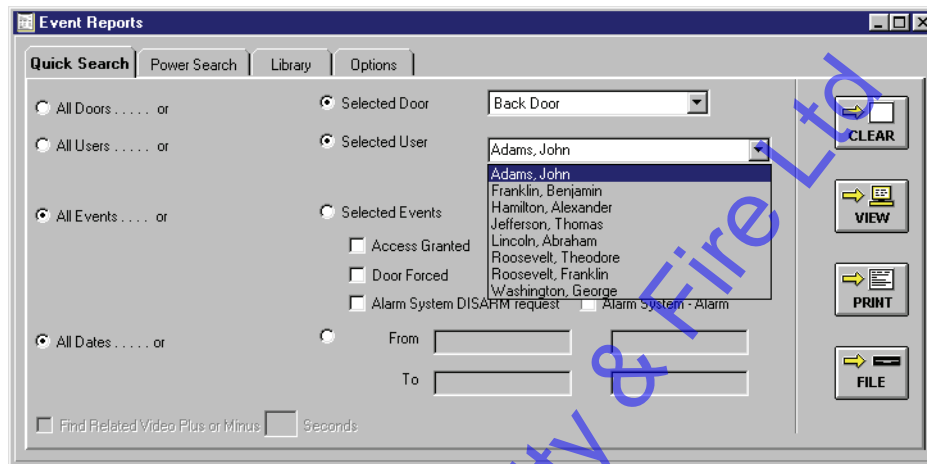 Event Reports
Quick Search Power Search Library Options
All Doors . . . . . or Selected Door Back Door
CLEAR
All Users . . . . . or Selected User Adams, John
Adams, John
Franklin, Benjamin
Hamilton, Alexander
Jefferson, Thomas
Lincoln, Abraham
Roosevelt, Theodore
Roosevelt, Franklin
Washington, George
VIEW
All Events . . . . or Selected Events
Access Granted
Door Forced
Alarm System DISARM request Alarm System - Alarm
PRINT
All Dates . . . . . or From
To
FILE
Find Related Video Plus or Minus Seconds
& Fire Ltd